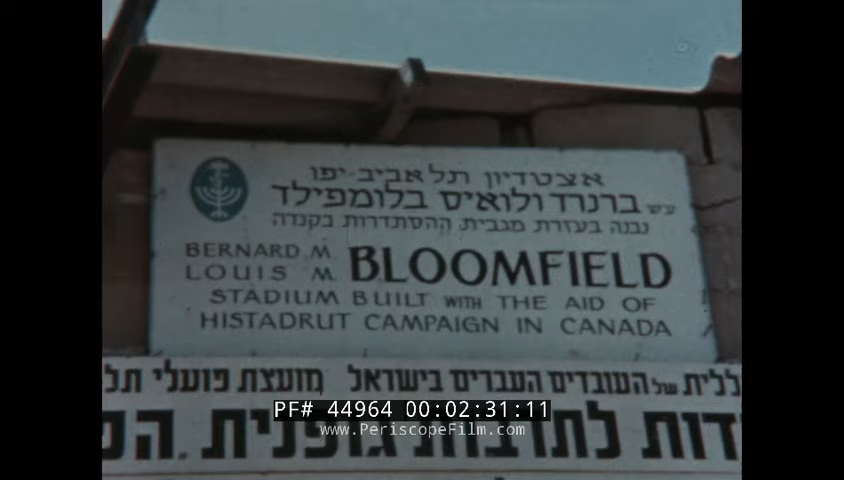 אצטדיון תל אביב-יפו
ע״ש ברנרד ולואיס בלומפילד
נבנה בעזרת מגבית ההסתדרות בקנדה
BERNARD M.
LOUIS M. BLOOMFIELD
STADIUM BUILT WITH THE AID OF
HISTADRUT CAMPAIGN IN CANADA
של העובדים העברים בישראל מועצת פועלי
לתרבות גופנית
PF# 44964 00:02:31:11
www.PeriscopeFilm.com